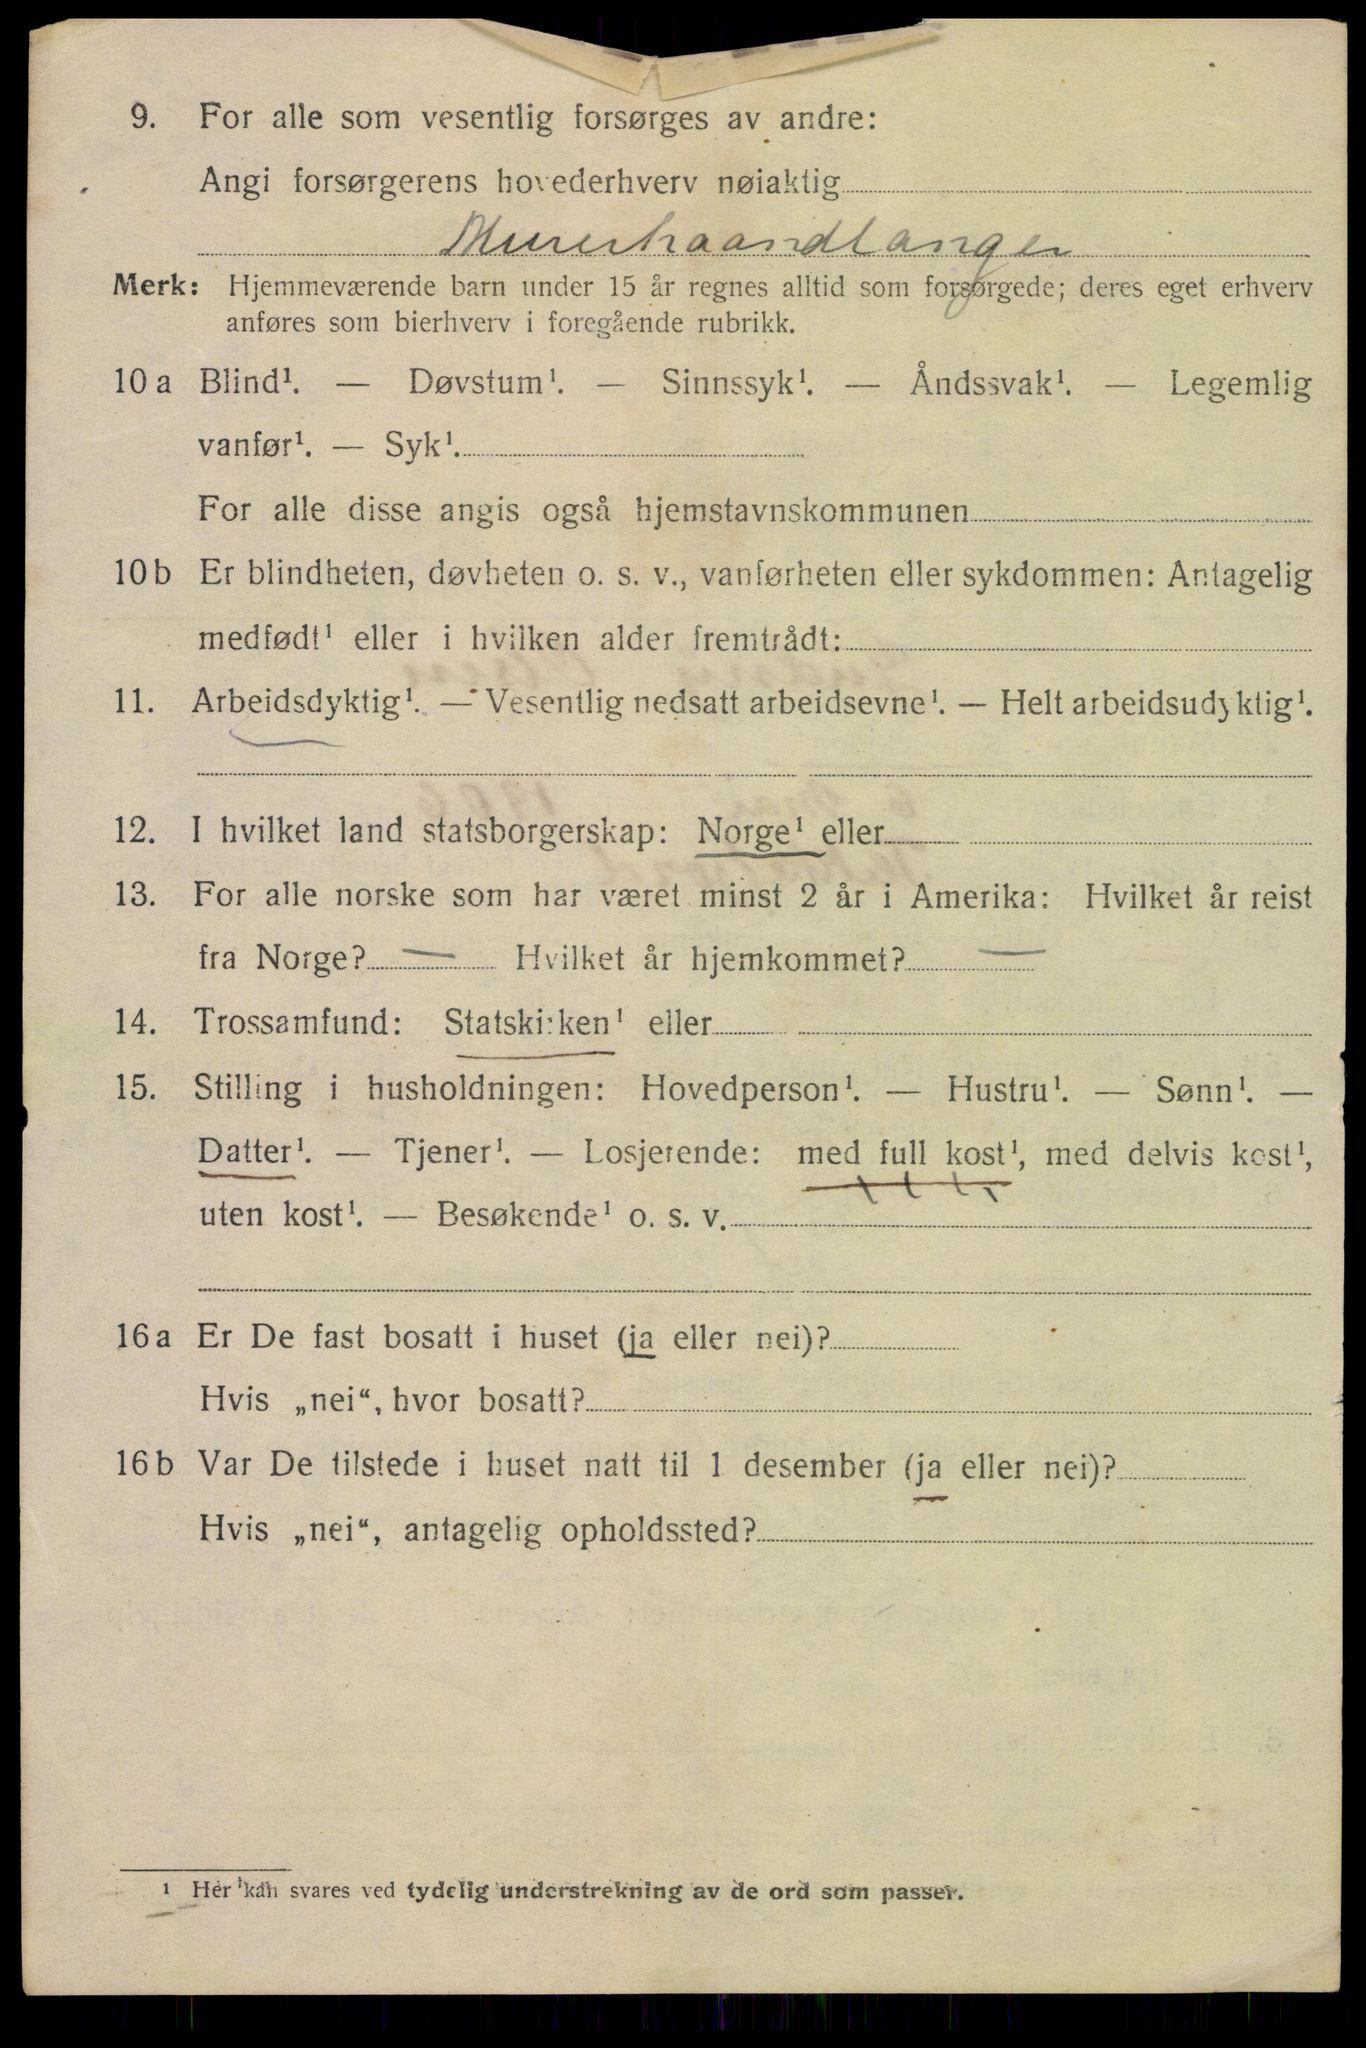 9. For alle som vesentlig forsørges av andre:
Angi forsørgerens hovederhverv nøiaktig
Murerhaandlanger
Merk: Hjemmeværende barn under 15 år regnes alltid som forsørgede; deres eget erhverv
anføres som bierhverv i foregående rubrikk.
10 a Blind¹. — Døvstum¹. — Sinnssyk¹. — Åndssvak¹. — Legemlig
vanfør¹. — Syk¹.
For alle disse angis også hjemstavnskommunen
10 b Er blindheten, døvheten o. s. v., vanførheten eller sykdommen: Antagelig
medfødt¹ eller i hvilken alder fremtrådt:
11. Arbeidsdyktig¹. — Vesentlig nedsatt arbeidsevne¹. — Helt arbeidsudyktig¹.
12. I hvilket land statsborgerskap: Norge¹ eller
13. For alle norske som har været minst 2 år i Amerika: Hvilket år reist
fra Norge? — Hvilket år hjemkommet? —
14. Trossamfund: Statskirken¹ eller
15. Stilling i husholdningen: Hovedperson¹. — Hustru¹. — Sønn¹. —
Datter¹. — Tjener¹. — Losjerende: med full kost¹, med delvis kost¹,
uten kost¹. — Besøkende¹ o. s. v.
16 a Er De fast bosatt i huset (ja eller nei)?
Hvis „nei“, hvor bosatt?
16 b Var De tilstede i huset natt til 1 desember (ja eller nei)?
Hvis „nei“, antagelig opholdssted?
¹ Her kan svares ved tydelig understrekning av de ord som passer.